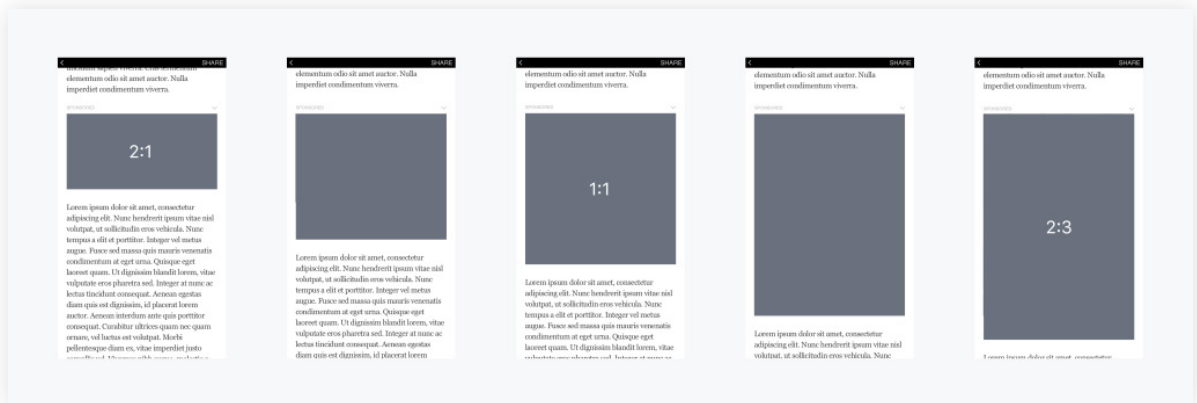 SHARE
elementum odio sit amet auctor. Nulla
imperdiet condimentum viverra.
SPONSORED
2:1
Lorem ipsum dolor sit amet, consectetur
adipiscing elit. Nunc hendrerit ipsum vitae nisl
volutpat, ut sollicitudin eros vehicula. Nunc
tempus a elit et porttitor. Integer vel metus
augue. Fusce sed massa quis mauris venenatis
condimentum at eget urna. Quisque eget
laoreet quam. Ut dignissim blandit lorem, vitae
vulputate eros pharetra sed. Integer at nunc ac
lectus tincidunt consequat. Aenean egestas
diam quis est dignissim, id placerat lorem
auctor. Aenean interdum ante quis porttitor
consequat. Curabitur ultrices quam nec quam
ornare, vel luctus est volutpat. Morbi
pellentesque diam ex, vitae imperdiet justo
SHARE
elementum odio sit amet auctor. Nulla
imperdiet condimentum viverra.
SPONSORED
Lorem ipsum dolor sit amet, consectetur
adipiscing elit. Nunc hendrerit ipsum vitae nisl
volutpat, ut sollicitudin eros vehicula. Nunc
tempus a elit et porttitor. Integer vel metus
augue. Fusce sed massa quis mauris venenatis
condimentum at eget urna. Quisque eget
laoreet quam. Ut dignissim blandit lorem, vitae
vulputate eros pharetra sed. Integer at nunc ac
lectus tincidunt consequat. Aenean egestas
diam quis est dignissim, id placerat lorem
SHARE
elementum odio sit amet auctor. Nulla
imperdiet condimentum viverra.
SPONSORED
1:1
Lorem ipsum dolor sit amet, consectetur
adipiscing elit. Nunc hendrerit ipsum vitae nisl
volutpat, ut sollicitudin eros vehicula. Nunc
tempus a elit et porttitor. Integer vel metus
augue. Fusce sed massa quis mauris venenatis
condimentum at eget urna. Quisque eget
laoreet quam. Ut dignissim blandit lorem, vitae
SHARE
elementum odio sit amet auctor. Nulla
imperdiet condimentum viverra.
SPONSORED
Lorem ipsum dolor sit amet, consectetur
adipiscing elit. Nunc hendrerit ipsum vitae nisl
volutpat, ut sollicitudin eros vehicula. Nunc
SHARE
elementum odio sit amet auctor. Nulla
imperdiet condimentum viverra.
SPONSORED
2:3
Lorem ipsum dolor sit amet, consectetur